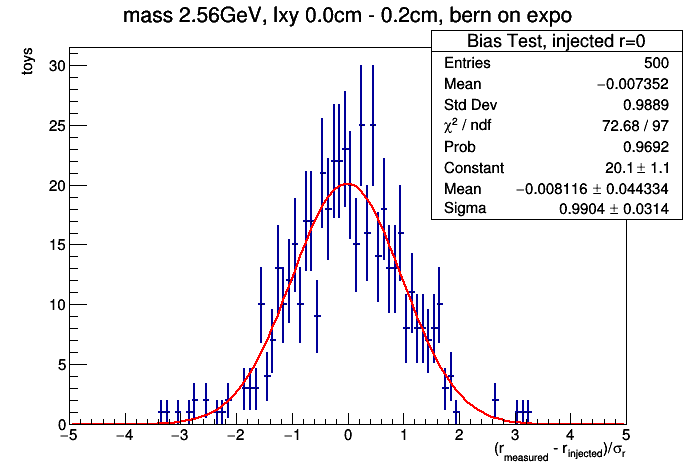 mass 2.56GeV, lxy 0.0cm - 0.2cm, bern on expo
Bias Test, injected r=0
Entries 500
Mean −0.007352
Std Dev 0.9889
χ² / ndf 72.68 / 97
Prob 0.9692
Constant 20.1 ± 1.1
Mean −0.008116 ± 0.044334
Sigma 0.9904 ± 0.0314
toys
30
25
20
15
10
5
0
−5 −4 −3 −2 −1 0 1 2 3 4 5
(r_measured - r_injected)/σ_r